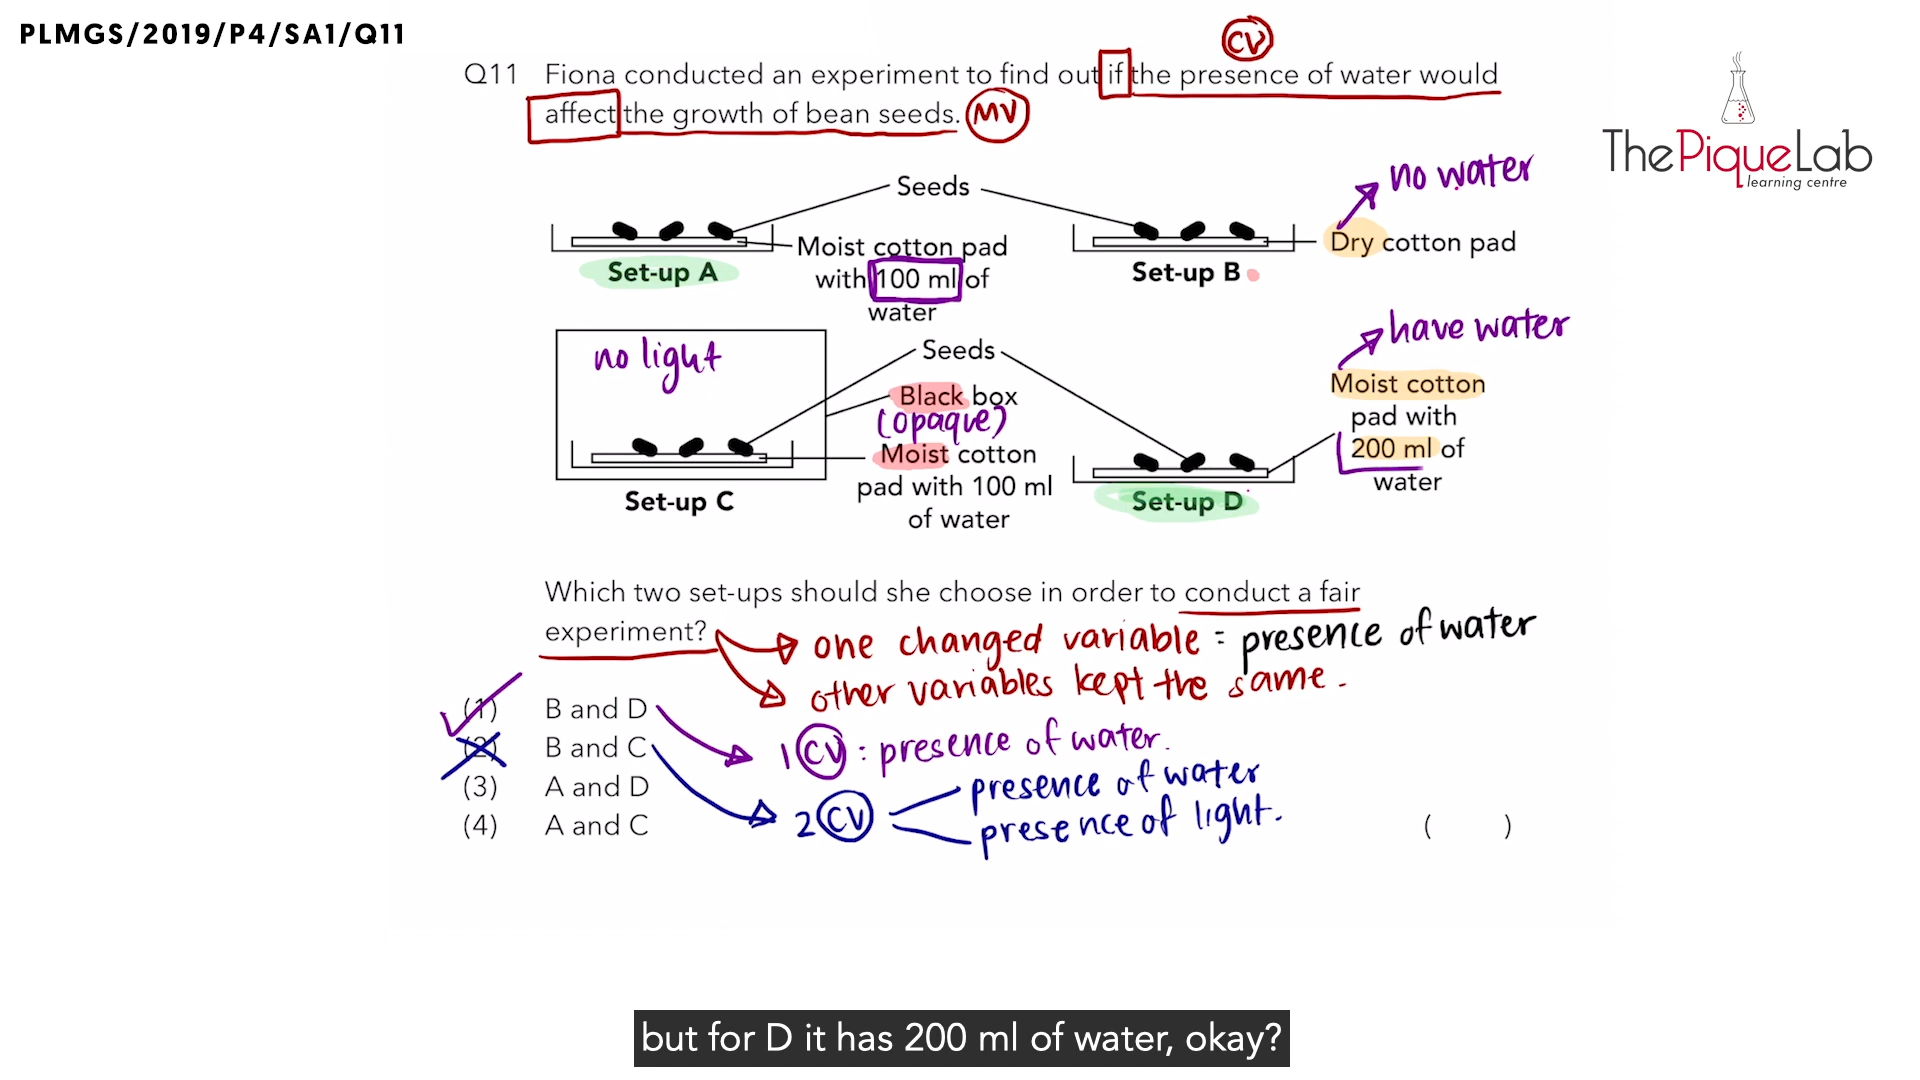 PLMGS/2019/P4/SA1/Q11
CV
Q11 Fiona conducted an experiment to find out if the presence of water would
affect the growth of bean seeds. MV
ThePiqueLab
learning centre
no water
Seeds
Moist cotton pad
with 100 ml of
water
Dry cotton pad
Set-up A
Set-up B
have water
no light
Seeds
Black box
(opaque)
Moist cotton
pad with 100 ml
of water
Moist cotton
pad with
200 ml of
water
Set-up C
Set-up D
Which two set-ups should she choose in order to conduct a fair
experiment?
one changed variable = presence of water
other variables kept the same.
(1) B and D
1 CV : presence of water.
(2) B and C
2 CV
presence of water
presence of light.
(3) A and D
(4) A and C
( )
but for D it has 200 ml of water, okay?